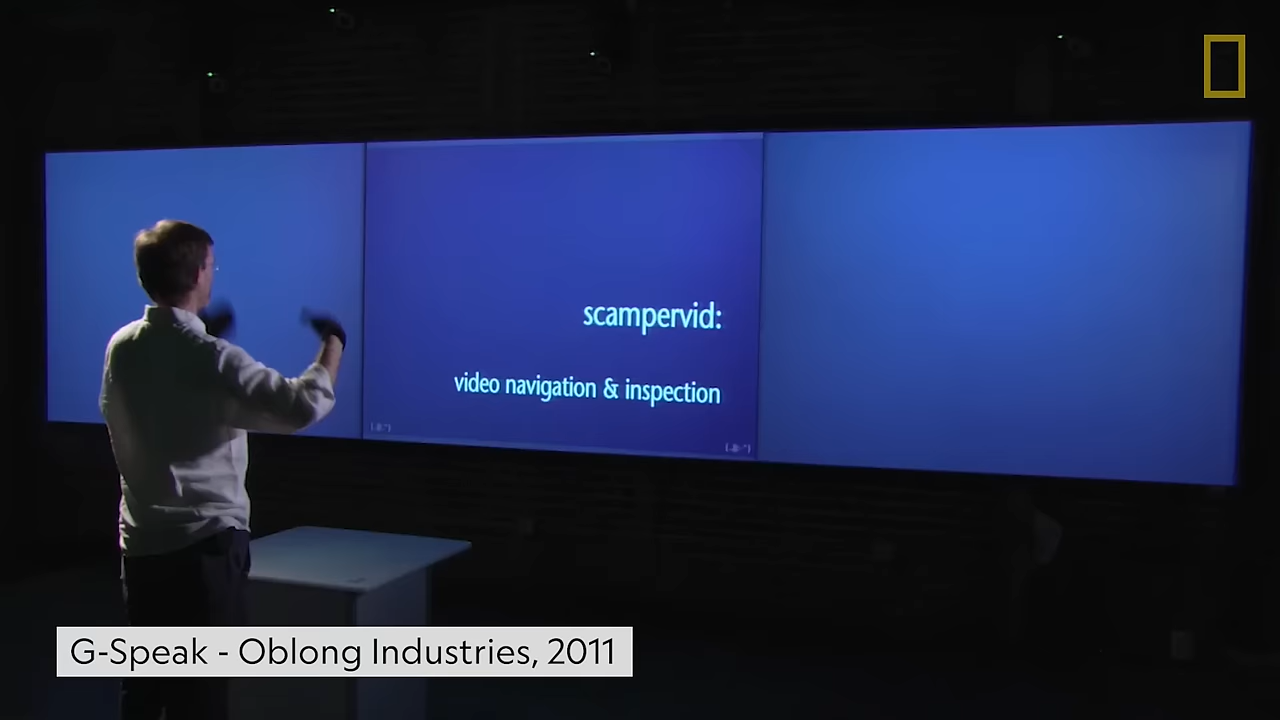 scampervid:
video navigation & inspection
G-Speak - Oblong Industries, 2011